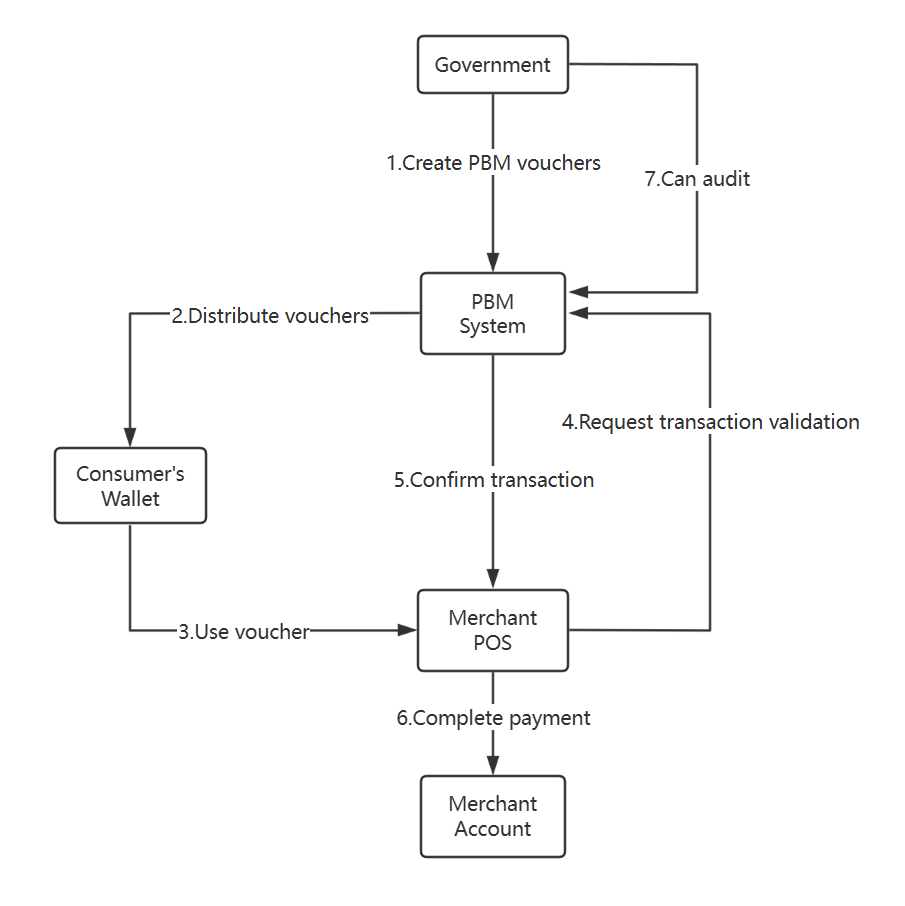 Government
1.Create PBM vouchers
7.Can audit
PBM
System
2.Distribute vouchers
4.Request transaction validation
Consumer's
Wallet
5.Confirm transaction
Merchant
POS
3.Use voucher
6.Complete payment
Merchant
Account